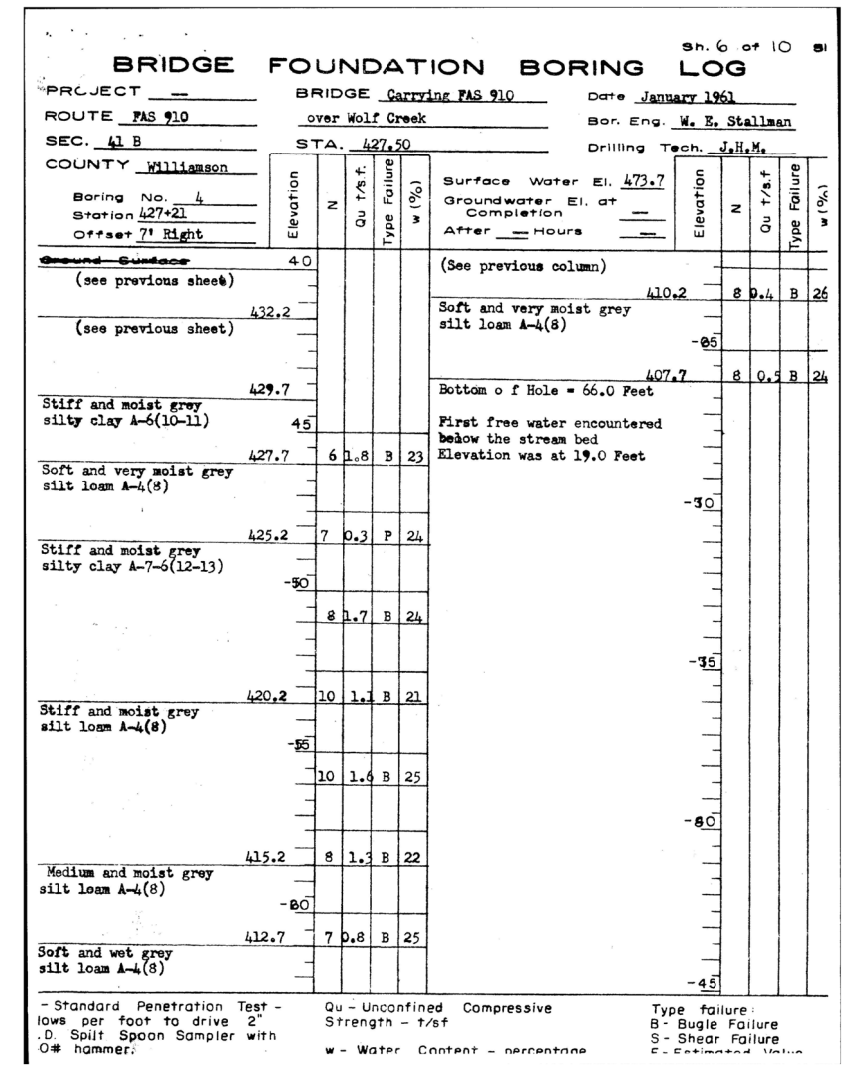 Sh. 6 of 10 SI
BRIDGE FOUNDATION BORING LOG
PROJECT — BRIDGE Carrying FAS 910 Date January 1961
ROUTE FAS 910 over Wolf Creek Bor. Eng. W. E. Stallman
SEC. 41 B STA. 427.50 Drilling Tech. J.H.M.
COUNTY Williamson
Boring No. 4
Station 427+21
Offset 7' Right
Elevation
N
Qu t/s.f.
Type Failure
w (%)
Surface Water El. 473.7
Groundwater El. at
Completion —
After — Hours —
Elevation
N
Qu t/s.f
Type Failure
w (%)
Ground Surface 40
(see previous sheet)
432.2
(see previous sheet)
429.7
Stiff and moist grey
silty clay A-6(10-11) 45
427.7 6 1.8 B 23
Soft and very moist grey
silt loam A-4(8)
425.2 7 0.3 P 24
Stiff and moist grey
silty clay A-7-6(12-13)
-50
8 1.7 B 24
420.2 10 1.1 B 21
Stiff and moist grey
silt loam A-4(8)
-55
10 1.6 B 25
415.2 8 1.3 B 22
Medium and moist grey
silt loam A-4(8)
-60
412.7 7 0.8 B 25
Soft and wet grey
silt loam A-4(8)
(See previous column)
410.2 8 0.4 B 26
Soft and very moist grey
silt loam A-4(8)
-65
407.7 8 0.5 B 24
Bottom o f Hole = 66.0 Feet
First free water encountered
below the stream bed
Elevation was at 19.0 Feet
-30
-35
-80
-45
- Standard Penetration Test -
lows per foot to drive 2"
.D. Spilt Spoon Sampler with
0# hammer.
Qu - Unconfined Compressive
Strength - t/sf
w - Water Content - percentage
Type failure:
B - Bugle Failure
S - Shear Failure
E - Estimated Value